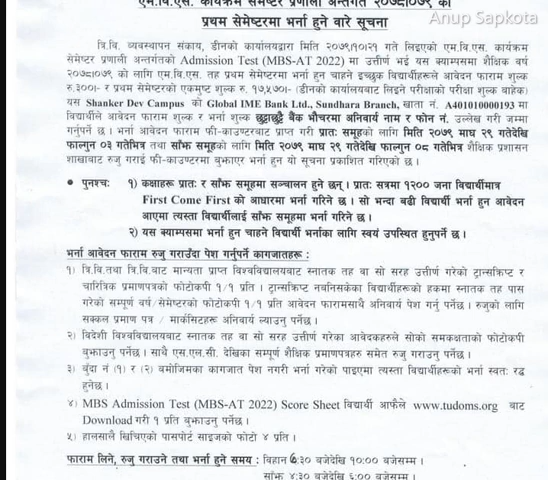 एम.बि.एस. कार्यक्रम सेमेष्टर प्रणाली अन्तर्गत २०७८।०७९ को
प्रथम सेमेष्टरमा भर्ना हुने वारे सूचना
Anup Sapkota
त्रि.वि. व्यवस्थापन संकाय, डीनको कार्यालयद्वारा मिति २०७९।१०।२१ गते लिइएको एम.वि.एस. कार्यक्रम
सेमेष्टर प्रणाली अन्तर्गतको Admission Test (MBS-AT 2022) मा उत्तीर्ण भई यस क्याम्पसमा शैक्षिक वर्ष
२०७८।०७९ को लागि एम.वि.एस. तह प्रथम सेमेष्टरमा भर्ना हुन चाहने इच्छुक विद्यार्थीहरूले आवेदन फाराम शुल्क
रु.३००।- र प्रथम सेमेष्टरको एकमुष्ट शुल्क रु. १७,५७०।- (डीनको कार्यालयबाट लिइने परीक्षाको परीक्षा शुल्क बाहेक)
यस Shanker Dev Campus को Global IME Bank Ltd., Sundhara Branch, खाता नं. A401010000193 मा
विद्यार्थीले आवेदन फाराम शुल्क र भर्ना शुल्क छुट्टाछुट्टै बैंक भौचरमा अनिवार्य नाम र फोन नं. उल्लेख गरी जम्मा
गर्नुपर्ने छ । भर्ना आवेदन फाराम फी-काउण्टरबाट प्राप्त गरी प्रातः समूहको लागि मिति २०७९ माघ २९ गतेदेखि
फाल्गुन ०३ गतेभित्र तथा साँझ समूहको लागि मिति २०७९ माघ २९ गतेदेखि फाल्गुन ०८ गतेभित्र शैक्षिक प्रशासन
शाखाबाट रुजु गराई फी-काउण्टरमा बुझाएर भर्ना हुन यो सूचना प्रकाशित गरिएको छ ।
• पुनश्चः १) कक्षाहरू प्रातः र साँझ समूहमा सञ्चालन हुने छन् । प्रातः सत्रमा १२०० जना विद्यार्थीमात्र
First Come First को आधारमा भर्ना गरिने छ । सो भन्दा बढी विद्यार्थी भर्ना हुन आवेदन
आएमा त्यस्ता विद्यार्थीलाई साँझ समूहमा भर्ना गरिने छ ।
२) यस क्याम्पसमा भर्ना हुन चाहने विद्यार्थी भर्नाका लागि स्वयं उपस्थित हुनुपर्ने छ ।
भर्ना आवेदन फाराम रुजु गराउँदा पेश गर्नुपर्ने कागजातहरू :
१) त्रि.वि.तथा त्रि.वि.बाट मान्यता प्राप्त विश्वविद्यालयबाट स्नातक तह वा सो सरह उत्तीर्ण गरेको ट्रान्सक्रिप्ट र
चारित्रिक प्रमाणपत्रको फोटकपी १/१ प्रति । ट्रान्सक्रिप्ट नवनिसकेका विद्यार्थीहरूको हकमा स्नातक तह पास
गरेको सम्पूर्ण वर्ष/सेमेष्टरको फोटोकपी १/१ प्रति आवेदन फारामसाथै अनिवार्य पेश गर्नु पर्नेछ । रुजुको लागि
सक्कल प्रमाण पत्र / मार्कसिटहरू अनिवार्य ल्याउनु पर्नेछ ।
२) विदेशी विश्वविद्यालयबाट स्नातक तह वा सो सरह उत्तीर्ण गरेका आवेदकहरुले सोको समकक्षताको फोटोकपी
बुझाउनु पर्नेछ । साथै एस.एल.सी. देखिका सम्पूर्ण शैक्षिक प्रमाणपत्रहरु समेत रुजु गराउनु पर्नेछ ।
३) बुंदा नं (१) र (२) बमोजिमका कागजात पेश नगरी भर्ना गरेको पाइएमा त्यस्ता विद्यार्थीहरूको भर्ना स्वतः रद्ध
हुनेछ ।
४) MBS Admission Test (MBS-AT 2022) Score Sheet विद्यार्थी आफैले www.tudoms.org बाट
Download गरी १ प्रति बुझाउनु पर्नेछ ।
५) हालसालै खिचिएको पासपोर्ट साइजको फोटो ४ प्रति ।
फाराम लिने, रुजु गराउने तथा भर्ना हुने समय : विहान ६:३० बजेदेखि १०:०० बजेसम्म ।
साँझ ४:३० बजेदेखि ६:०० बजेसम्म ।